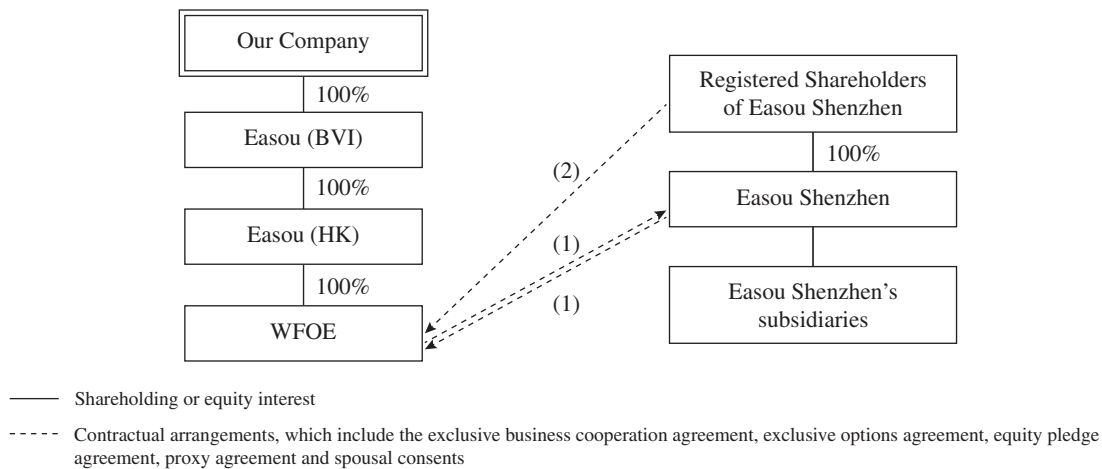 Our Company
100%
Easou (BVI)
100%
Easou (HK)
100%
WFOE
Registered Shareholders
of Easou Shenzhen
100%
Easou Shenzhen
Easou Shenzhen's
subsidiaries
(2)
(1)
(1)
Shareholding or equity interest
Contractual arrangements, which include the exclusive business cooperation agreement, exclusive options agreement, equity pledge
agreement, proxy agreement and spousal consents